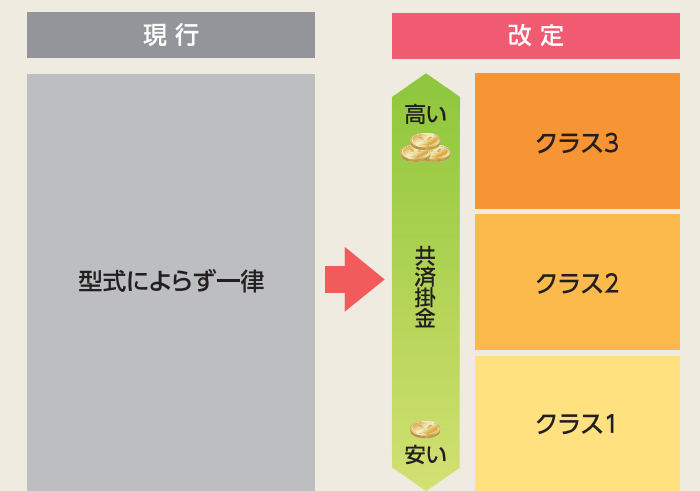 現行
改定
型式によらず一律
高い
共済掛金
安い
クラス3
クラス2
クラス1